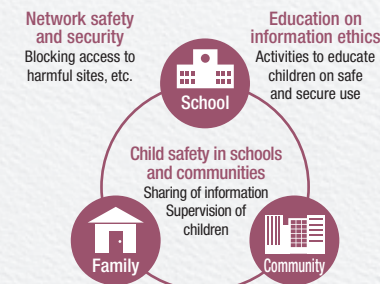 Network safety
and security
Blocking access to
harmful sites, etc.
Education on
information ethics
Activities to educate
children on safe
and secure use
School
Child safety in schools
and communities
Sharing of information
Supervision of
children
Family
Community